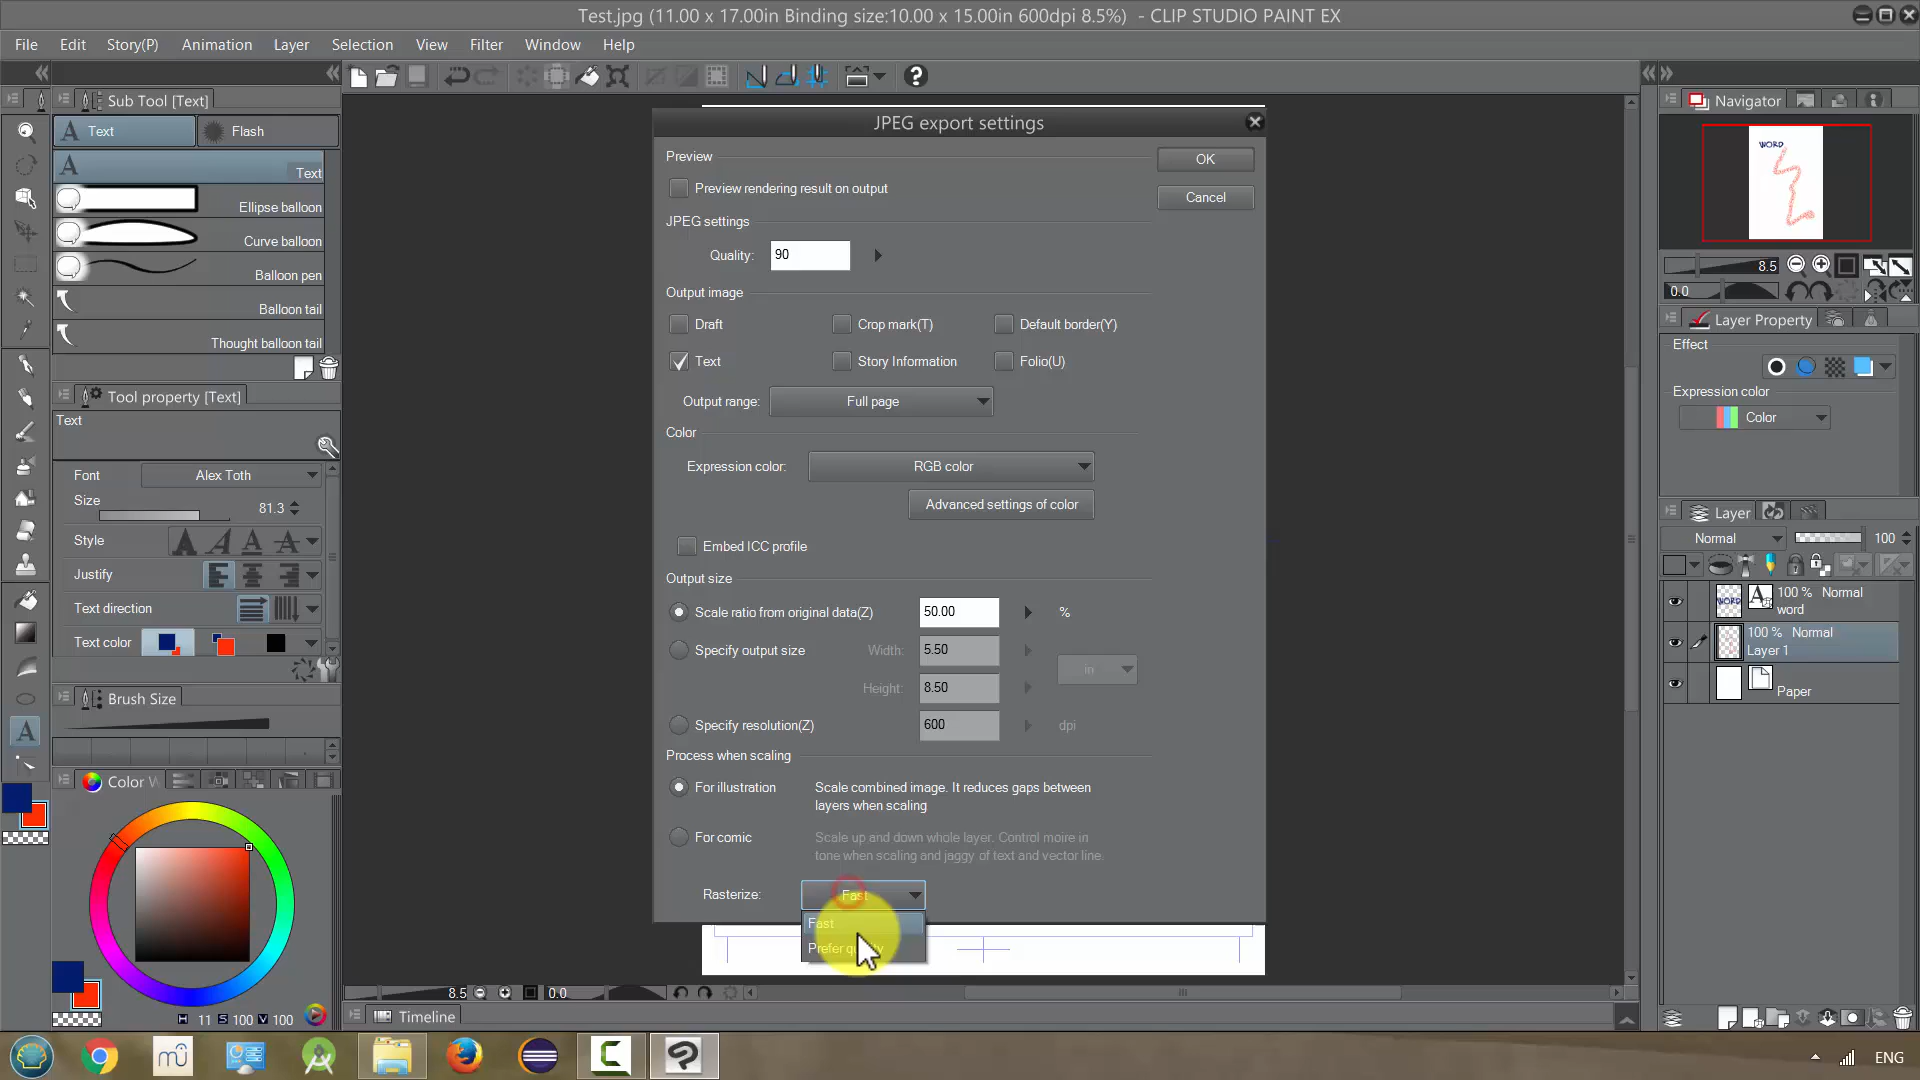 Test.jpg (11.00 x 17.00in Binding size:10.00 x 15.00in 600dpi 8.5%) - CLIP STUDIO PAINT EX
File Edit Story(P) Animation Layer Selection View Filter Window Help
Sub Tool [Text]
Text Flash
Text
Ellipse balloon
Curve balloon
Balloon pen
Balloon tail
Thought balloon tail
Tool property [Text]
Text
Font Alex Toth
Size 81.3
Style
Justify
Text direction
Text color
Brush Size
Color W
H 11 S 100 V 100
JPEG export settings
Preview
OK
Preview rendering result on output
Cancel
JPEG settings
Quality: 90
Output image
Draft Crop mark(T) Default border(Y)
Text Story Information Folio(U)
Output range: Full page
Color
Expression color: RGB color
Advanced settings of color
Embed ICC profile
Output size
Scale ratio from original data(Z) 50.00 %
Specify output size Width: 5.50
in
Height: 8.50
Specify resolution(Z) 600 dpi
Process when scaling
For illustration Scale combined image. It reduces gaps between
layers when scaling
For comic Scale up and down whole layer. Control moire in
tone when scaling and jaggy of text and vector line.
Rasterize: Fast
Fast
Prefer quality
8.5 0.0
Timeline
Navigator
WORD
8.5
0.0
Layer Property
Effect
Expression color
Color
Layer
Normal 100
WORD A 100 % Normal
word
100 % Normal
Layer 1
Paper
ENG